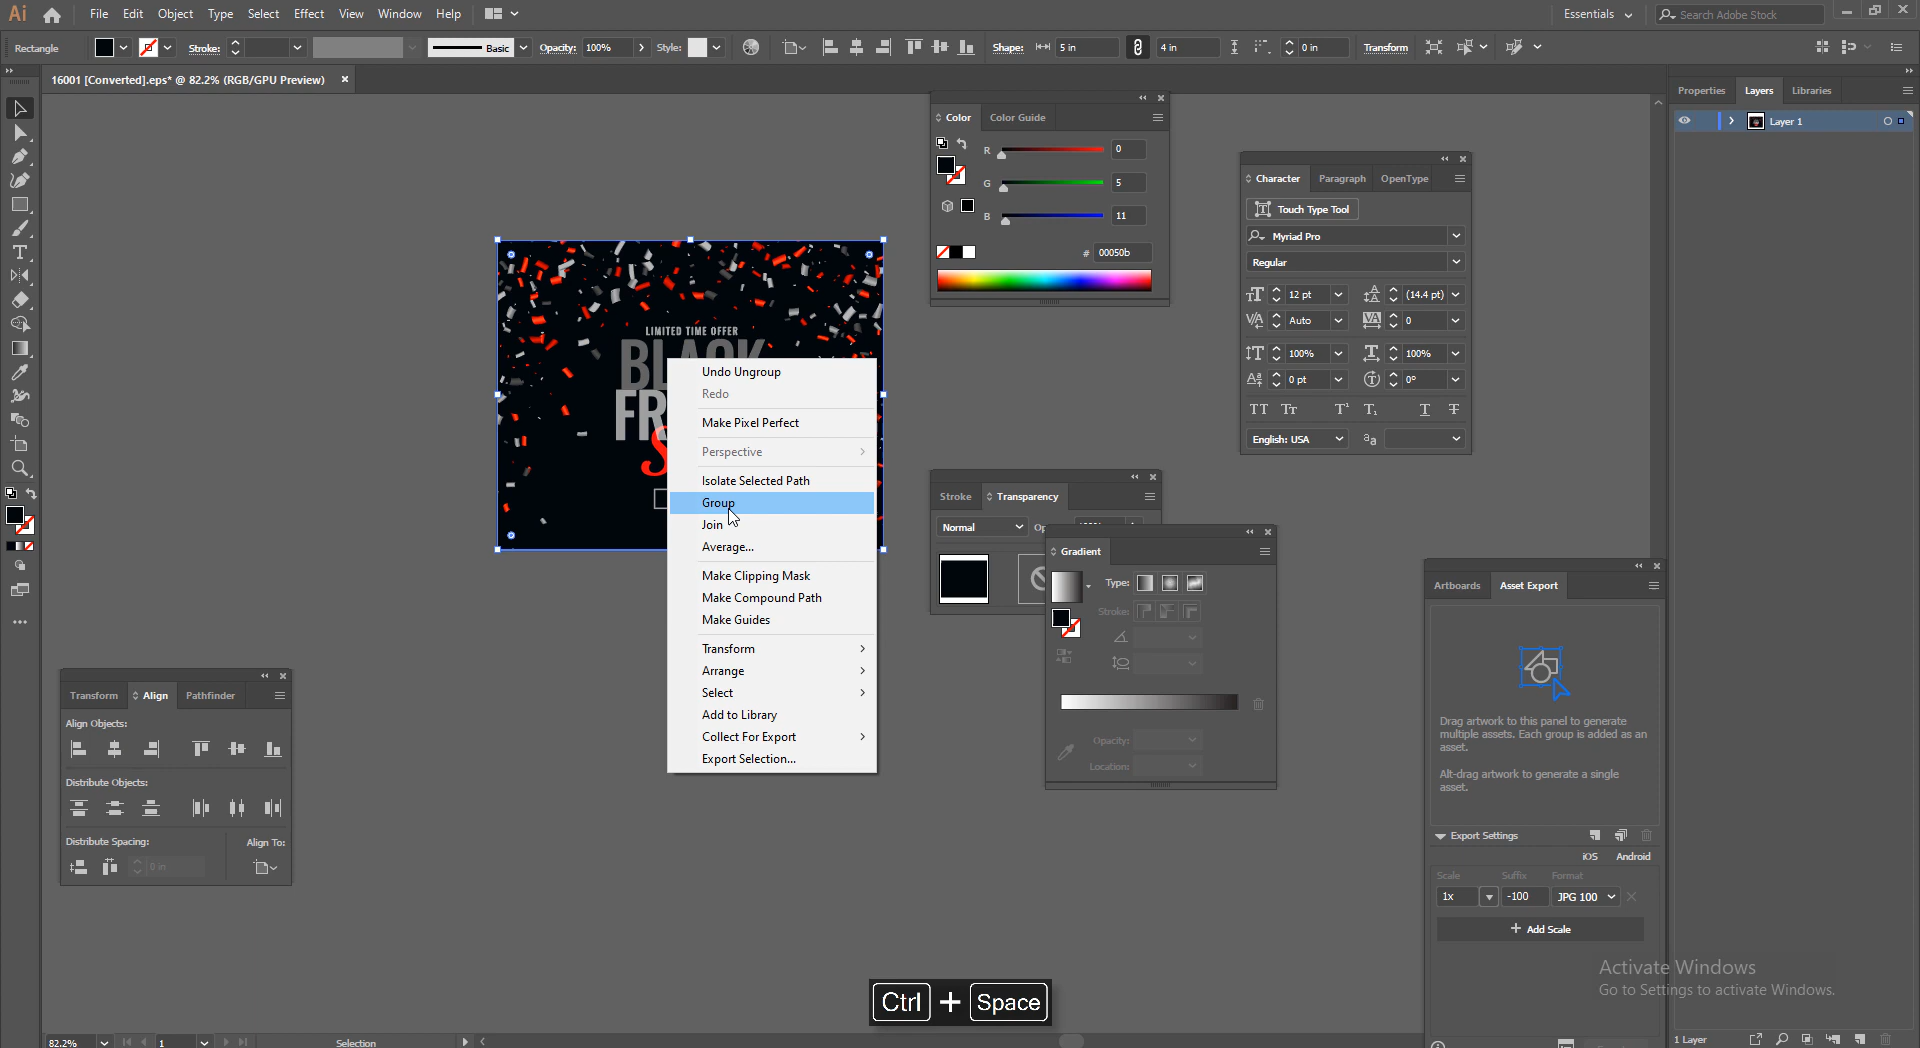 Ai File Edit Object Type Select Effect View Window Help Essentials Search Adobe Stock
Rectangle Stroke: Basic Opacity: 100% Style: Shape: 5 in 4 in 0 in Transform
16001 [Converted].eps* @ 82.2% (RGB/GPU Preview)
LIMITED TIME OFFER
Undo Ungroup
Redo
Make Pixel Perfect
Perspective
Isolate Selected Path
Group
Join
Average...
Make Clipping Mask
Make Compound Path
Make Guides
Transform
Arrange
Select
Add to Library
Collect For Export
Export Selection...
Color Color Guide
R 0
G 5
B 11
# 00050b
Character Paragraph OpenType
Touch Type Tool
Myriad Pro
Regular
12 pt (14.4 pt)
Auto 0
100% 100%
0 pt 0°
English: USA
Stroke Transparency
Normal
Gradient
Type:
Stroke:
Opacity:
Location:
Transform Align Pathfinder
Align Objects:
Distribute Objects:
Distribute Spacing: Align To:
0 in
Artboards Asset Export
Drag artwork to this panel to generate
multiple assets. Each group is added as an
asset.
Alt-drag artwork to generate a single
asset.
Export Settings
iOS Android
Scale Suffix Format
1x -100 JPG 100
+ Add Scale
Properties Layers Libraries
Layer 1
Activate Windows
Go to Settings to activate Windows.
Ctrl + Space
82.2% 1 Selection
1 Layer